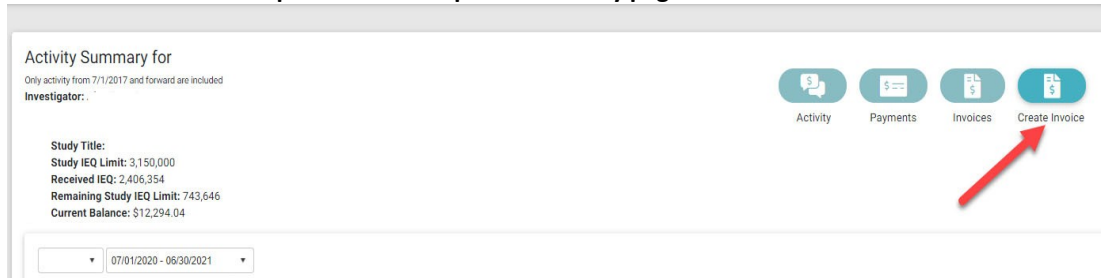 Activity Summary for
Only activity from 7/1/2017 and forward are included
Investigator:
Activity
Payments
Invoices
Create Invoice
Study Title:
Study IEQ Limit: 3,150,000
Received IEQ: 2,406,354
Remaining Study IEQ Limit: 743,646
Current Balance: $12,294.04
07/01/2020 - 06/30/2021